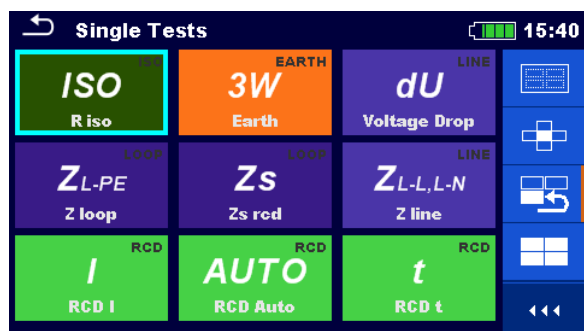 Single Tests 15:40
ISO EARTH LINE
ISO 3W dU
R iso Earth Voltage Drop
LOOP LOOP LINE
ZL-PE Zs ZL-L,L-N
Z loop Zs rcd Z line
RCD RCD RCD
I AUTO t
RCD I RCD Auto RCD t